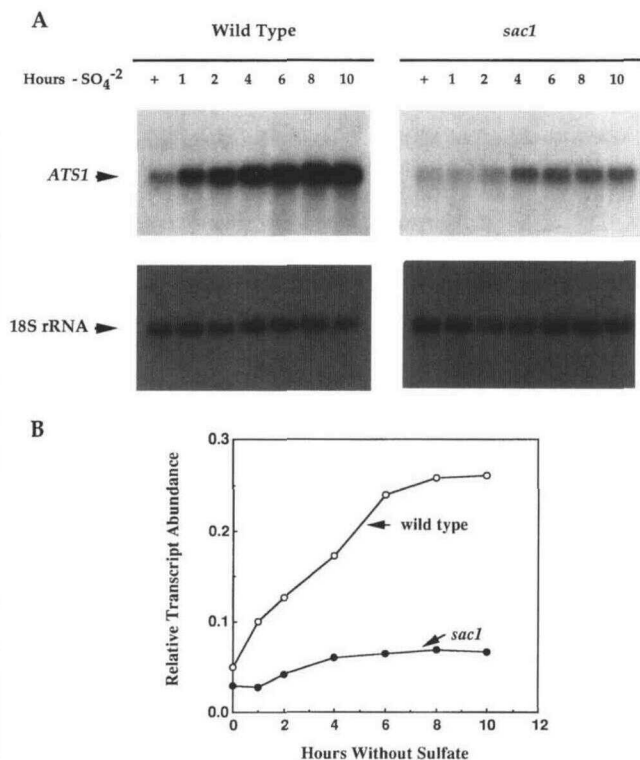 A
Wild Type
sac1
Hours - SO₄⁻²
+ 1 2 4 6 8 10
+ 1 2 4 6 8 10
ATS1
18S rRNA
B
Relative Transcript Abundance
0.3
0.2
0.1
0.0
wild type
sac1
0 2 4 6 8 10 12
Hours Without Sulfate